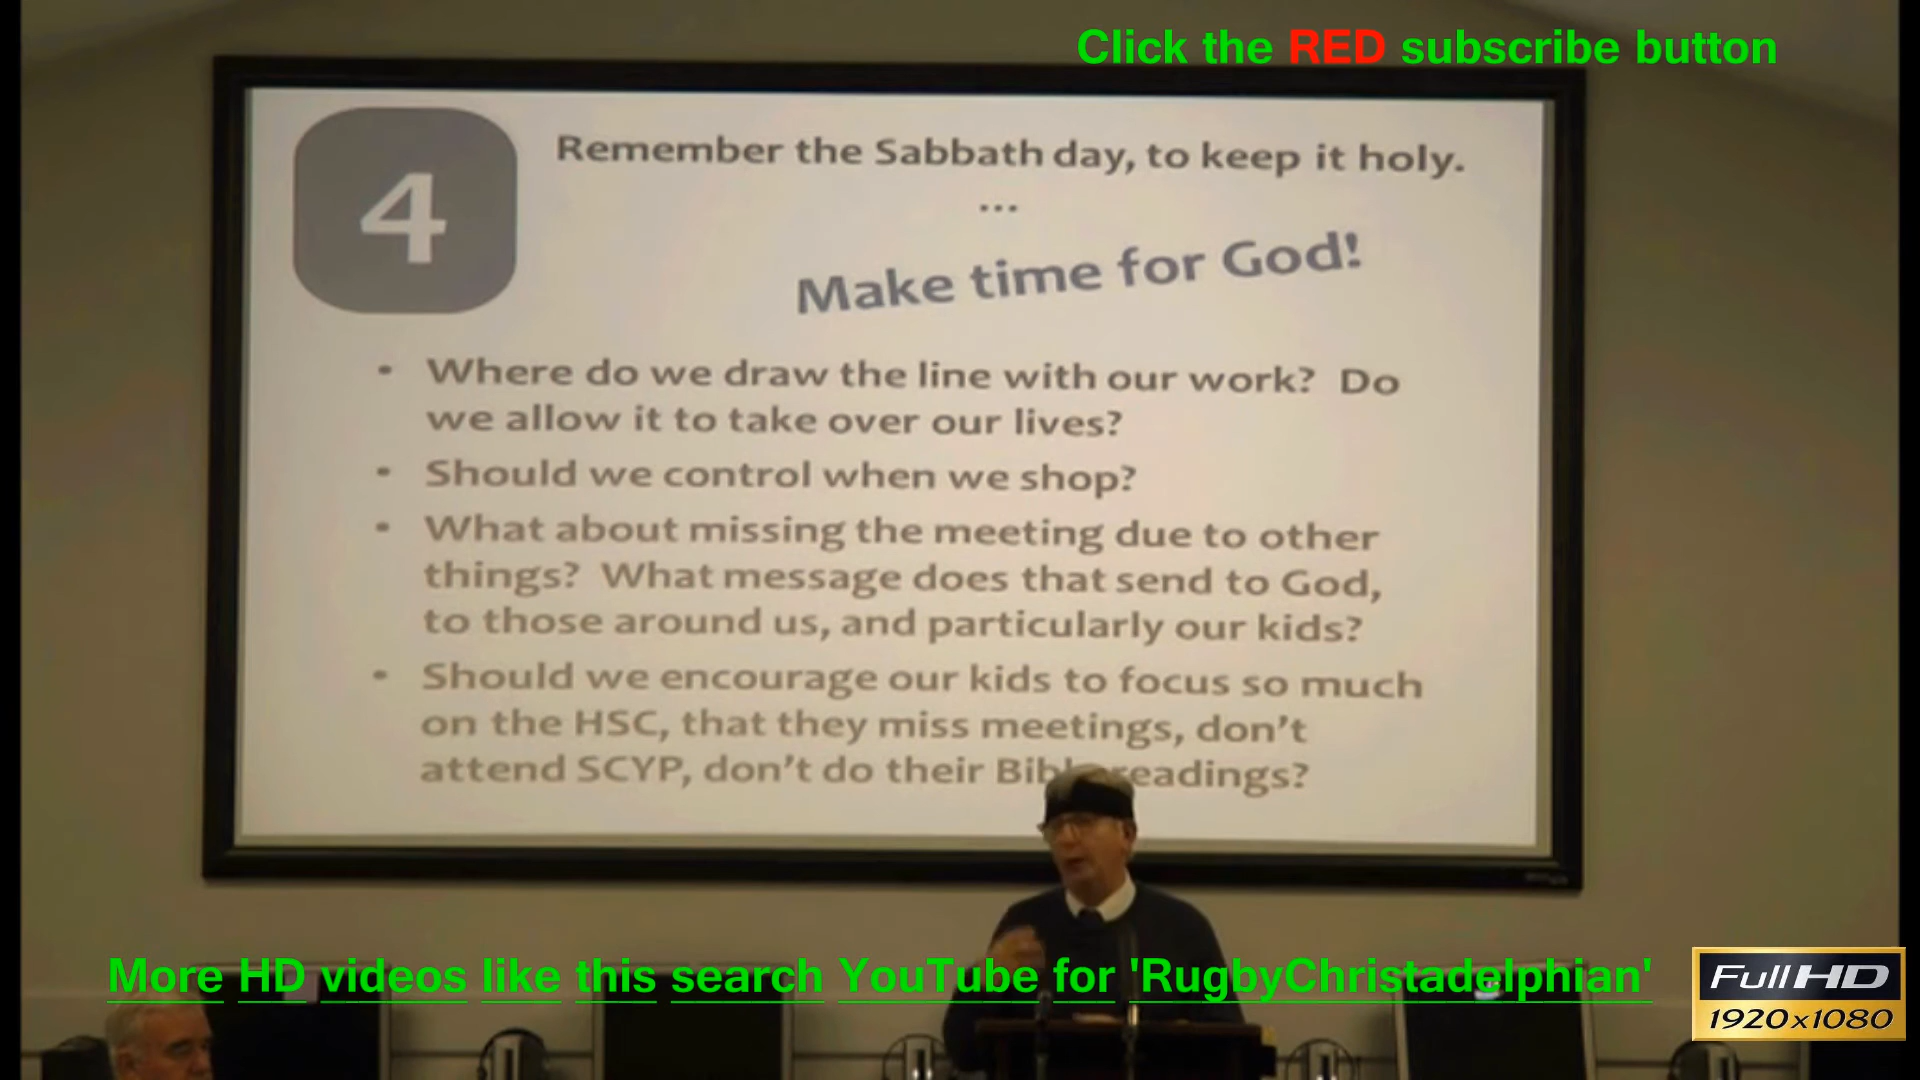 Click the RED subscribe button
4
Remember the Sabbath day, to keep it holy.
...
Make time for God!
• Where do we draw the line with our work? Do
we allow it to take over our lives?
• Should we control when we shop?
• What about missing the meeting due to other
things? What message does that send to God,
to those around us, and particularly our kids?
• Should we encourage our kids to focus so much
on the HSC, that they miss meetings, don't
attend SCYP, don't do their Bible readings?
More HD videos like this search YouTube for 'RugbyChristadelphian'
Full HD
1920x1080